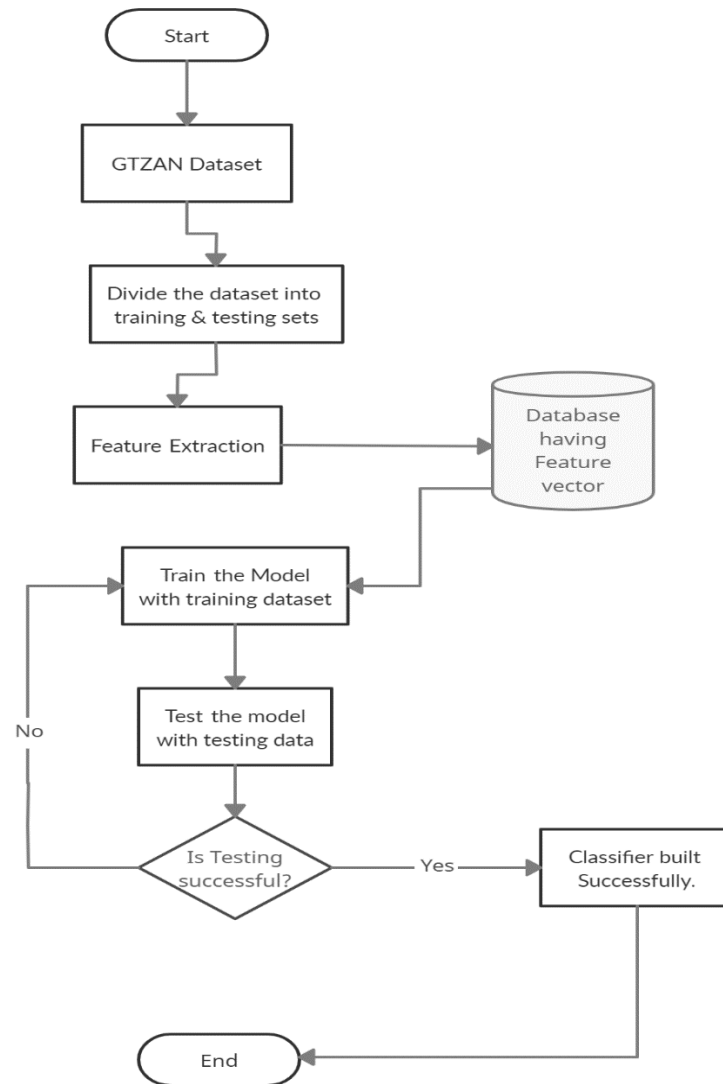 Start
GTZAN Dataset
Divide the dataset into
training & testing sets
Feature Extraction
Database
having
Feature
vector
Train the Model
with training dataset
Test the model
with testing data
No
Is Testing
successful?
Yes
Classifier built
Successfully.
End